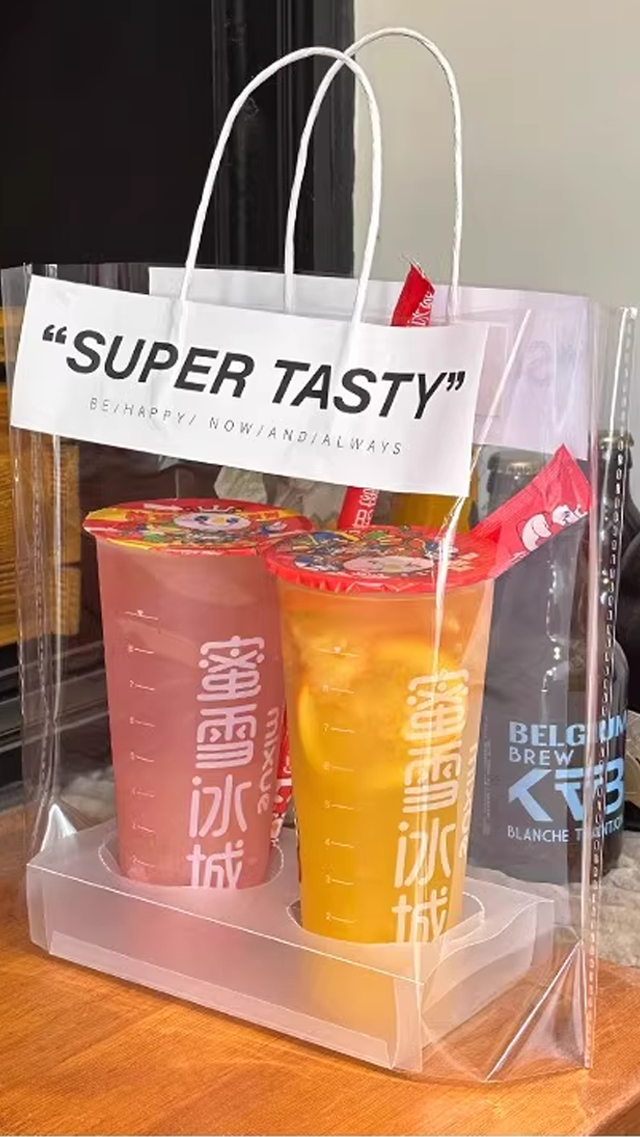 “SUPER TASTY”
BE/HAPPY/ NOW/AND/ALWAYS
蜜雪冰城
mixue
蜜雪冰城
BELGIUM
BREW
BLANCHE